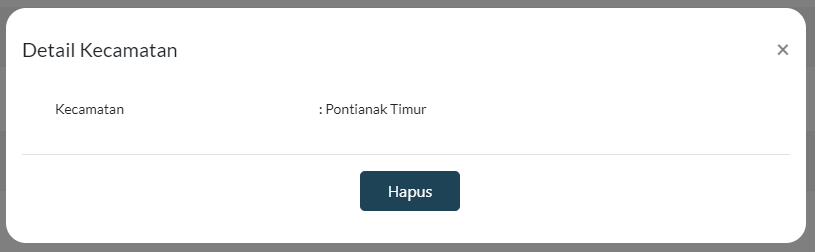 Detail Kecamatan ×
Kecamatan : Pontianak Timur
Hapus